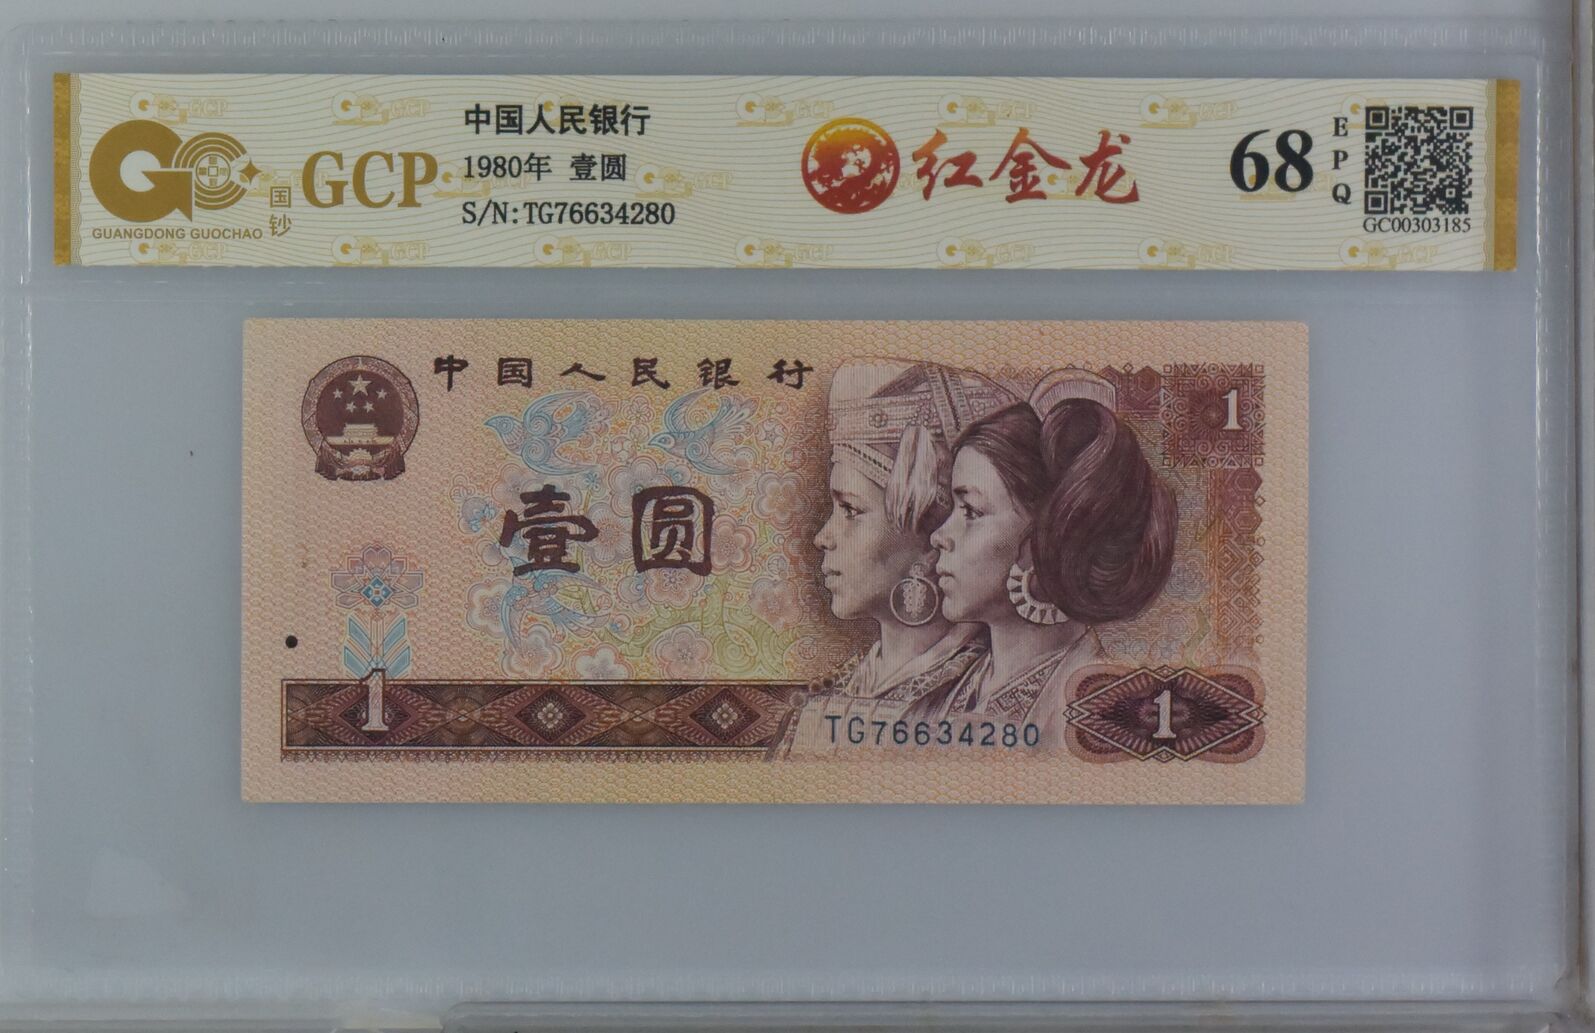 GC
GUANGDONG GUOCHAO
国钞
GCP
中国人民银行
1980年 壹圆
S/N:TG76634280
红金龙
68
EPQ
GC00303185
中国人民银行
1
壹圆
1
TG76634280
1